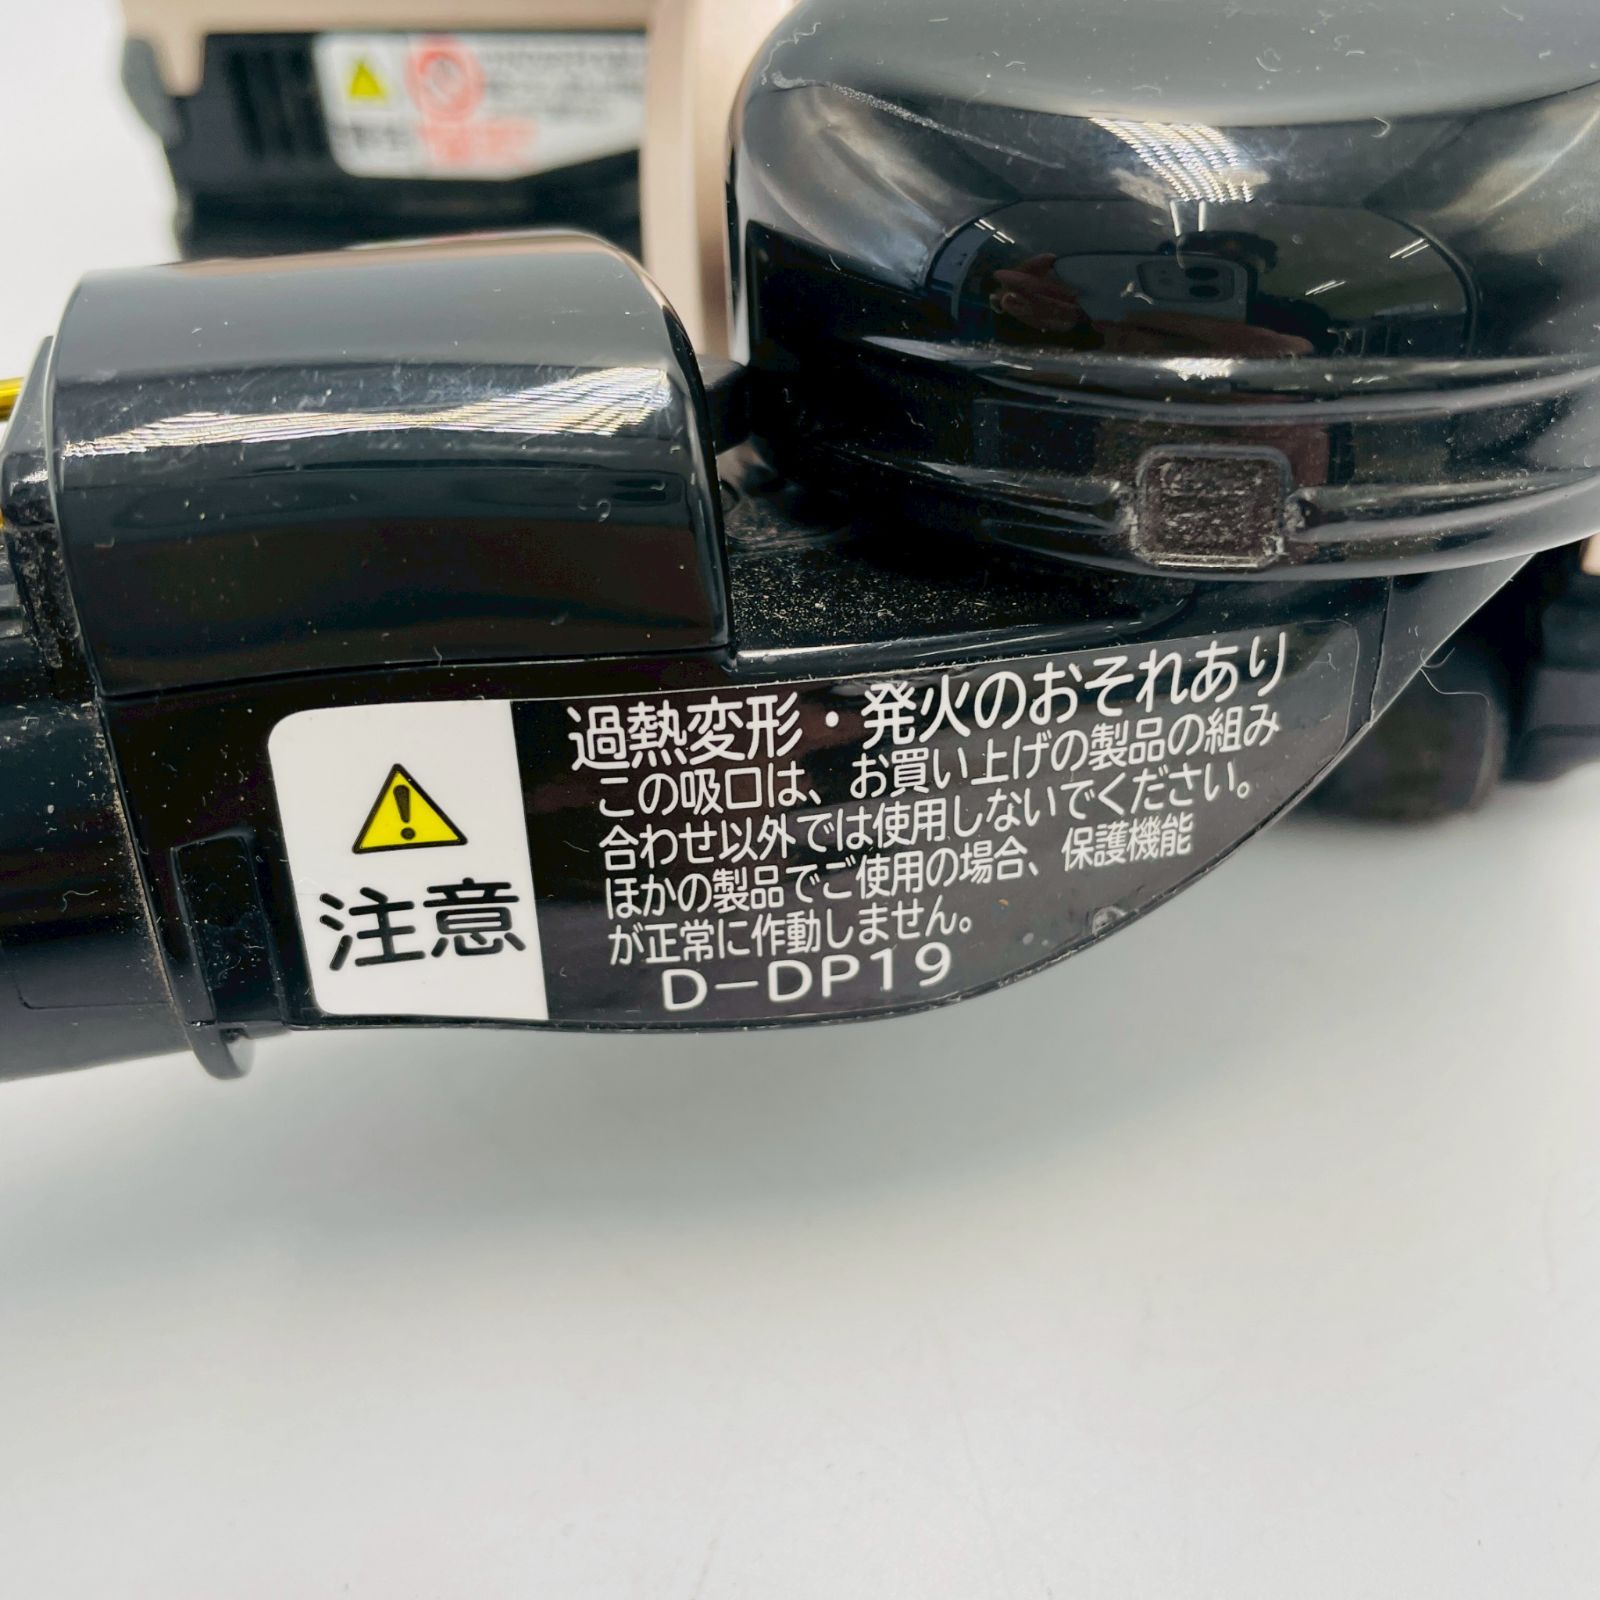 注意
過熱変形・発火のおそれあり
この吸口は、お買い上げの製品の組み
合わせ以外では使用しないでください。
ほかの製品でご使用の場合、保護機能
が正常に作動しません。
D-DP19